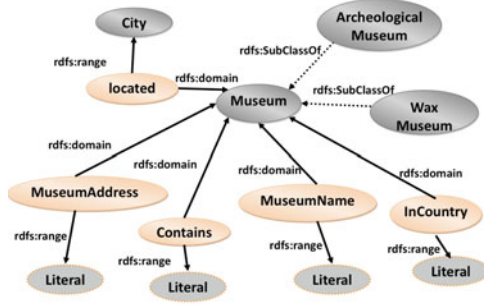 City
Archeological
Museum
rdfs:SubClassOf
rdfs:range
located
rdfs:domain
rdfs:SubClassOf
Museum
Wax
Museum
rdfs:domain
rdfs:domain
rdfs:domain
rdfs:domain
MuseumAddress
MuseumName
InCountry
Contains
rdfs:range
rdfs:range
rdfs:range
rdfs:range
Literal
Literal
Literal
Literal